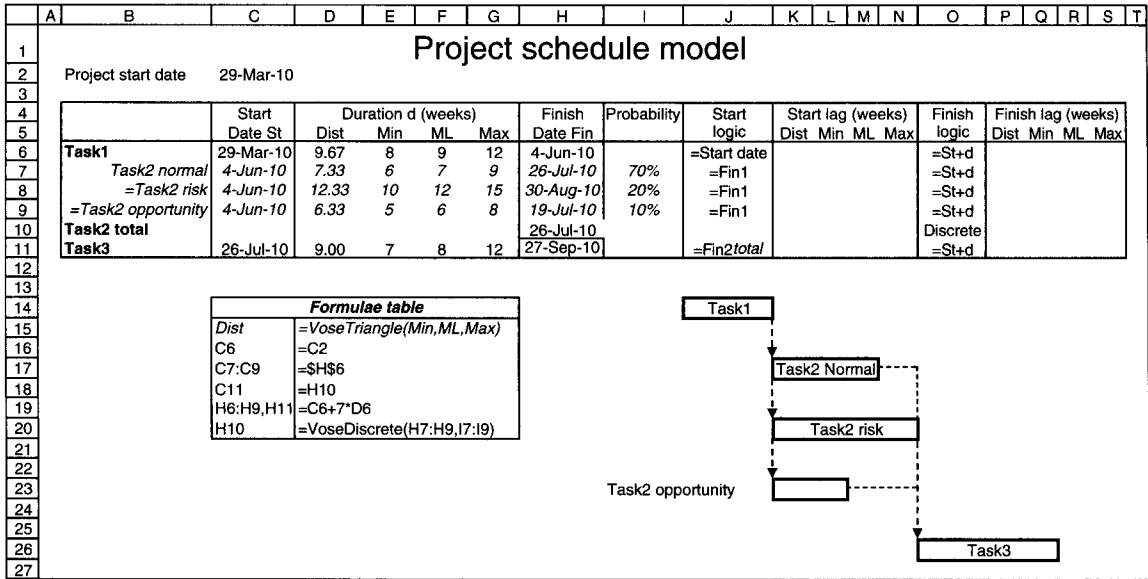 A B C D E F G H I J K L M N O P Q R S T
1 Project schedule model
2 Project start date 29-Mar-10
3
4 Start Duration d (weeks) Finish Probability Start Start lag (weeks) Finish Finish lag (weeks)
5 Date St Dist Min ML Max Date Fin logic Dist Min ML Max logic Dist Min ML Max
6 Task1 29-Mar-10 9.67 8 9 12 4-Jun-10 =Start date =St+d
7 Task2 normal 4-Jun-10 7.33 6 7 9 26-Jul-10 70% =Fin1 =St+d
8 =Task2 risk 4-Jun-10 12.33 10 12 15 30-Aug-10 20% =Fin1 =St+d
9 =Task2 opportunity 4-Jun-10 6.33 5 6 8 19-Jul-10 10% =Fin1 =St+d
10 Task2 total 26-Jul-10 Discrete
11 Task3 26-Jul-10 9.00 7 8 12 27-Sep-10 =Fin2total =St+d
12
13
14 Formulae table Task1
15 Dist =VoseTriangle(Min,ML,Max)
16 C6 =C2
17 C7:C9 =$H$6 Task2 Normal
18 C11 =H10
19 H6:H9,H11 =C6+7*D6
20 H10 =VoseDiscrete(H7:H9,I7:I9) Task2 risk
21
22
23 Task2 opportunity
24
25
26 Task3
27